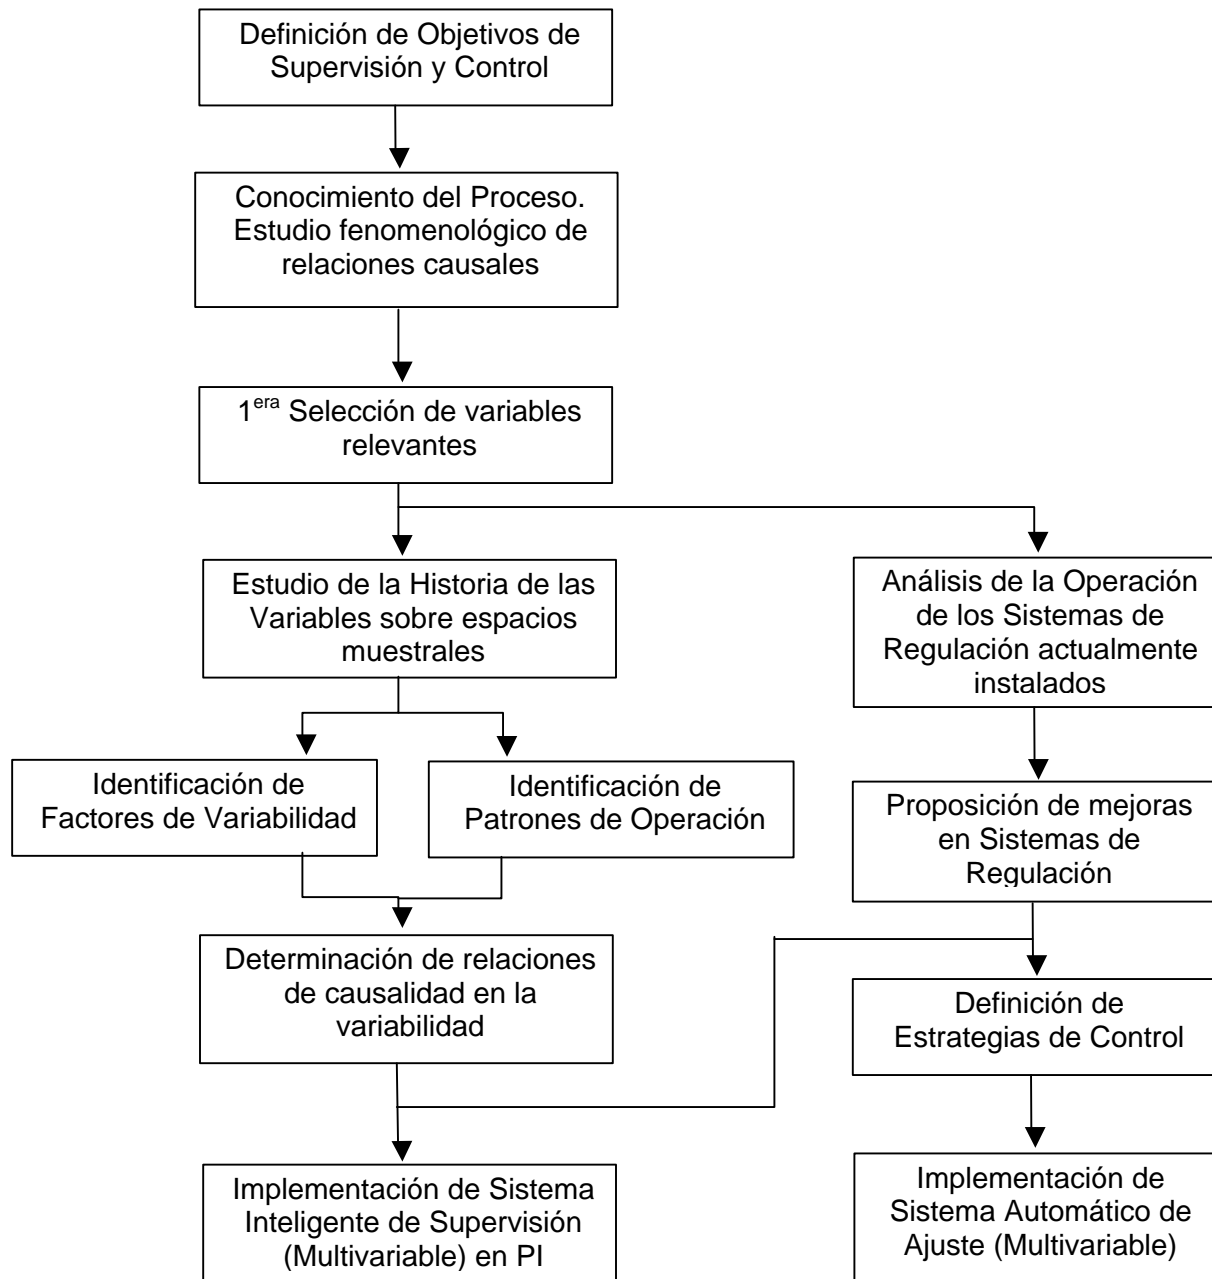 Definición de Objetivos de
Supervisión y Control
Conocimiento del Proceso.
Estudio fenomenológico de
relaciones causales
1era Selección de variables
relevantes
Estudio de la Historia de las
Variables sobre espacios
muestrales
Análisis de la Operación
de los Sistemas de
Regulación actualmente
instalados
Identificación de
Factores de Variabilidad
Identificación de
Patrones de Operación
Proposición de mejoras
en Sistemas de
Regulación
Determinación de relaciones
de causalidad en la
variabilidad
Definición de
Estrategias de Control
Implementación de Sistema
Inteligente de Supervisión
(Multivariable) en PI
Implementación de
Sistema Automático de
Ajuste (Multivariable)